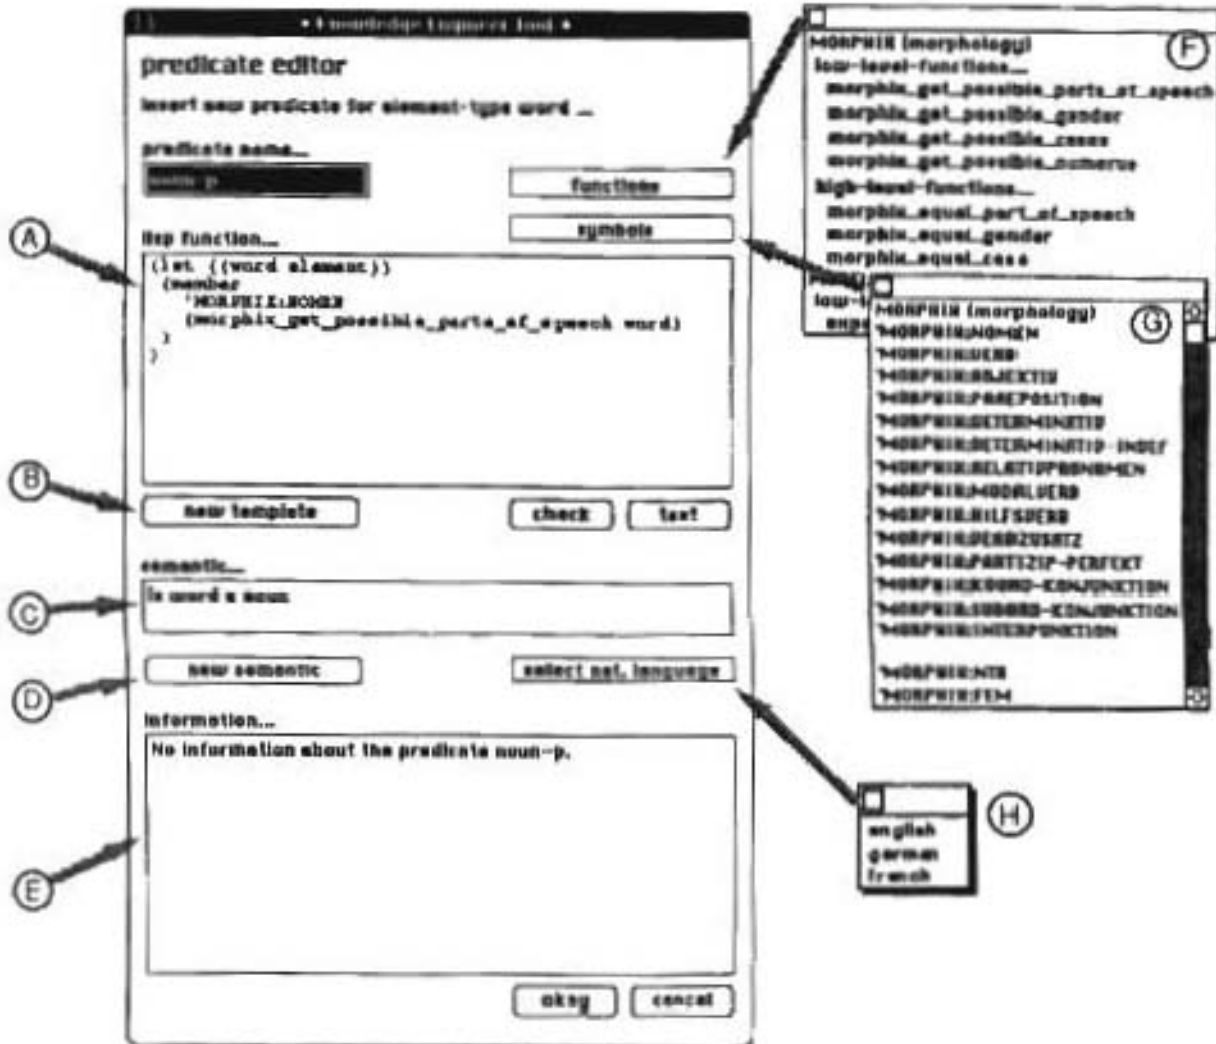 • Knowledge Engineer Tool •
predicate editor
Insert new predicate for element-type word ...
predicate name...
noun-p
functions
symbols
lisp function...
(let ((word element))
(member
'MORPHIX:NOMEN
(morphix_get_possible_parts_of_speech word)
)
)
new template
check
test
semantic...
is word a noun
new semantic
select nat. language
information...
No information about the predicate noun-p.
okay
cancel
A
B
C
D
E
F
MORPHIX (morphology)
low-level-functions...
morphix_get_possible_parts_of_speech
morphix_get_possible_gender
morphix_get_possible_cases
morphix_get_possible_numerus
high-level-functions...
morphix_equal_part_of_speech
morphix_equal_gender
morphix_equal_case
low-l
expe
G
MORPHIX (morphology)
'MORPHIX:NOMEN
'MORPHIX:VERB
'MORPHIX:ADJEKTIV
'MORPHIX:PRAEPOSITION
'MORPHIX:DETERMINATIV
'MORPHIX:DETERMINATIV-INDEF
'MORPHIX:RELATIVPRONOMEN
'MORPHIX:MODALVERB
'MORPHIX:HILFSVERB
'MORPHIX:VERBZUSATZ
'MORPHIX:PARTIZIP-PERFEKT
'MORPHIX:KOORD-KONJUNKTION
'MORPHIX:SUBORD-KONJUNKTION
'MORPHIX:INTERPUNKTION
'MORPHIX:NTR
'MORPHIX:FEM
H
english
german
french